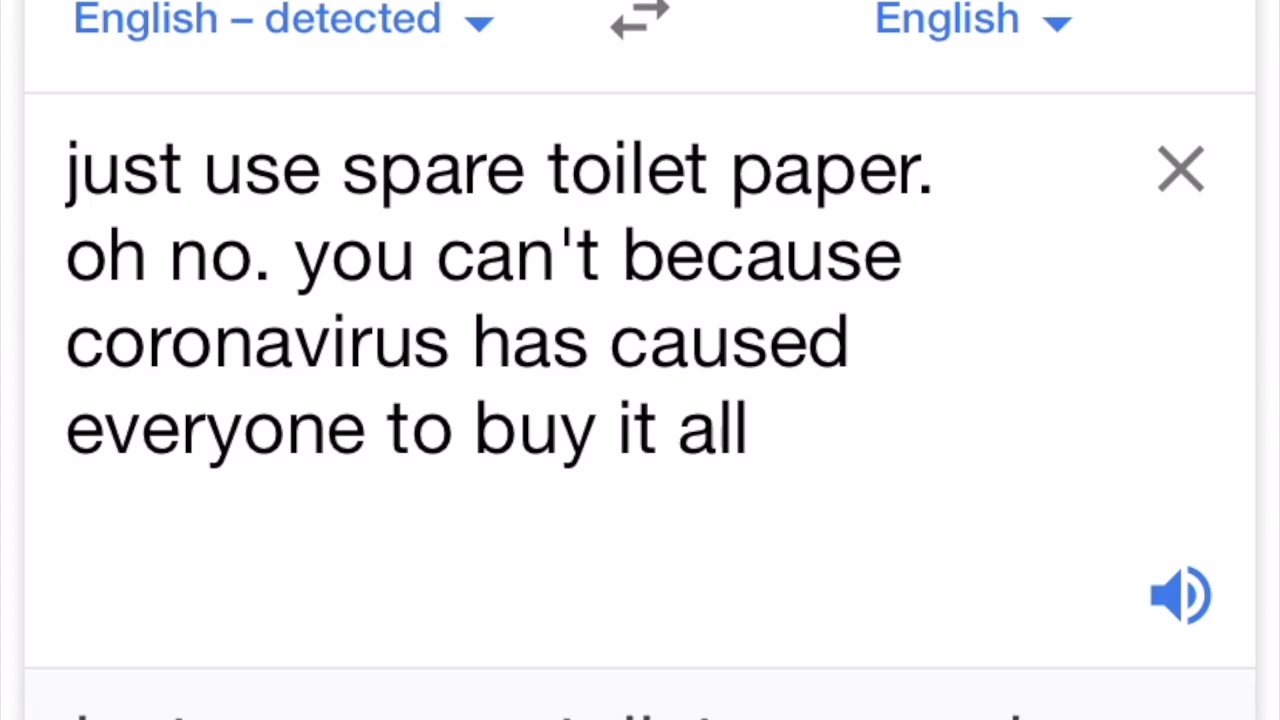 English – detected English
just use spare toilet paper.
oh no. you can't because
coronavirus has caused
everyone to buy it all